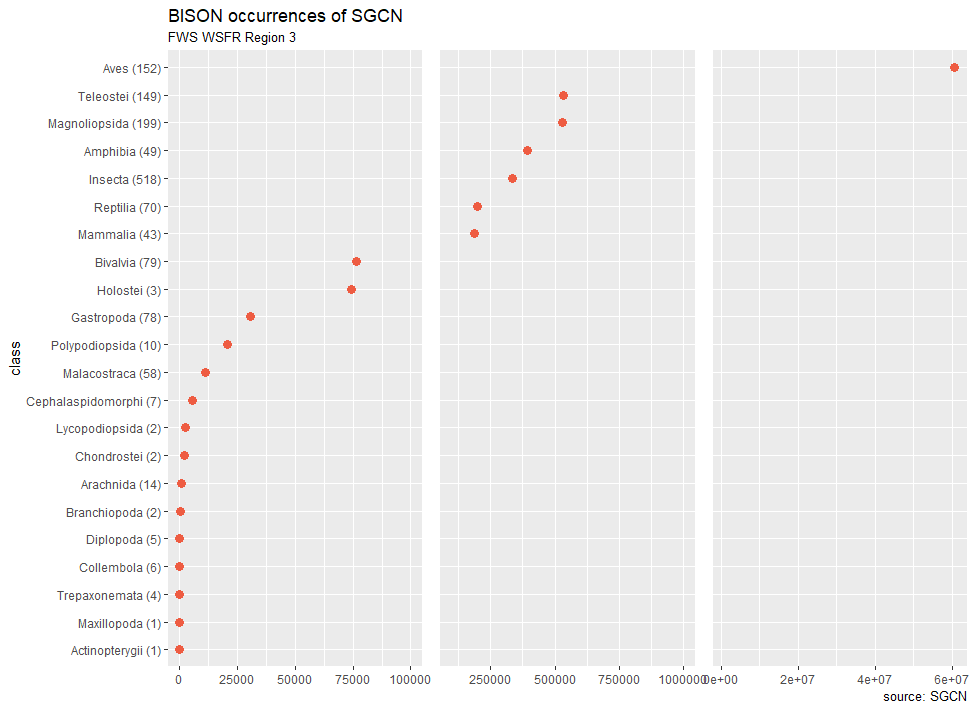 BISON occurrences of SGCN
FWS WSFR Region 3
class
Aves (152)
Teleostei (149)
Magnoliopsida (199)
Amphibia (49)
Insecta (518)
Reptilia (70)
Mammalia (43)
Bivalvia (79)
Holostei (3)
Gastropoda (78)
Polypodiopsida (10)
Malacostraca (58)
Cephalaspidomorphi (7)
Lycopodiopsida (2)
Chondrostei (2)
Arachnida (14)
Branchiopoda (2)
Diplopoda (5)
Collembola (6)
Trepaxonemata (4)
Maxillopoda (1)
Actinopterygii (1)
0 25000 50000 75000 100000 250000 500000 750000 1000000 0e+00 2e+07 4e+07 6e+07
source: SGCN